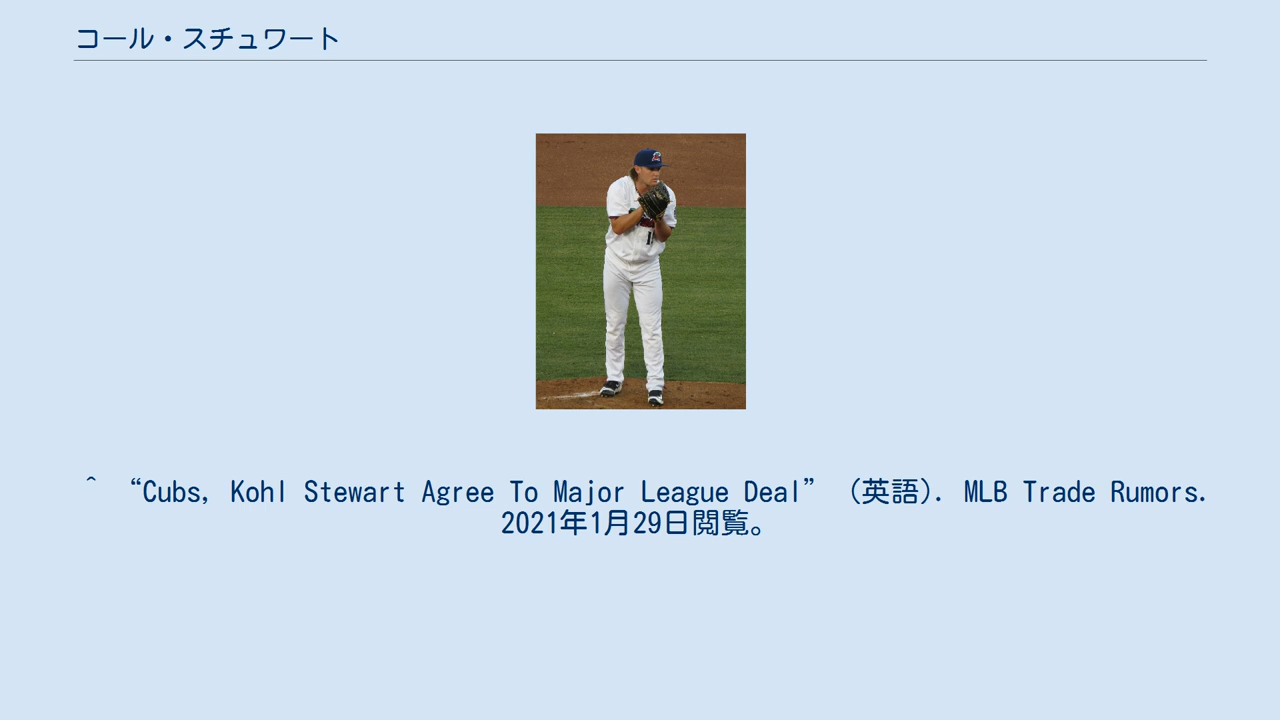 コール・スチュワート
^ “Cubs, Kohl Stewart Agree To Major League Deal” （英語）. MLB Trade Rumors.
2021年1月29日閲覧。